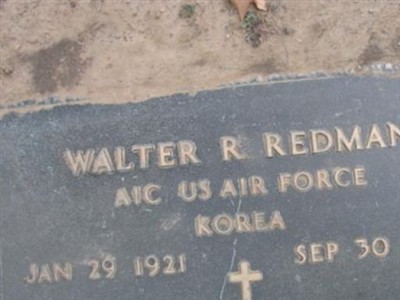 WALTER R REDMAN
A1C US AIR FORCE
KOREA
JAN 29 1921 SEP 30